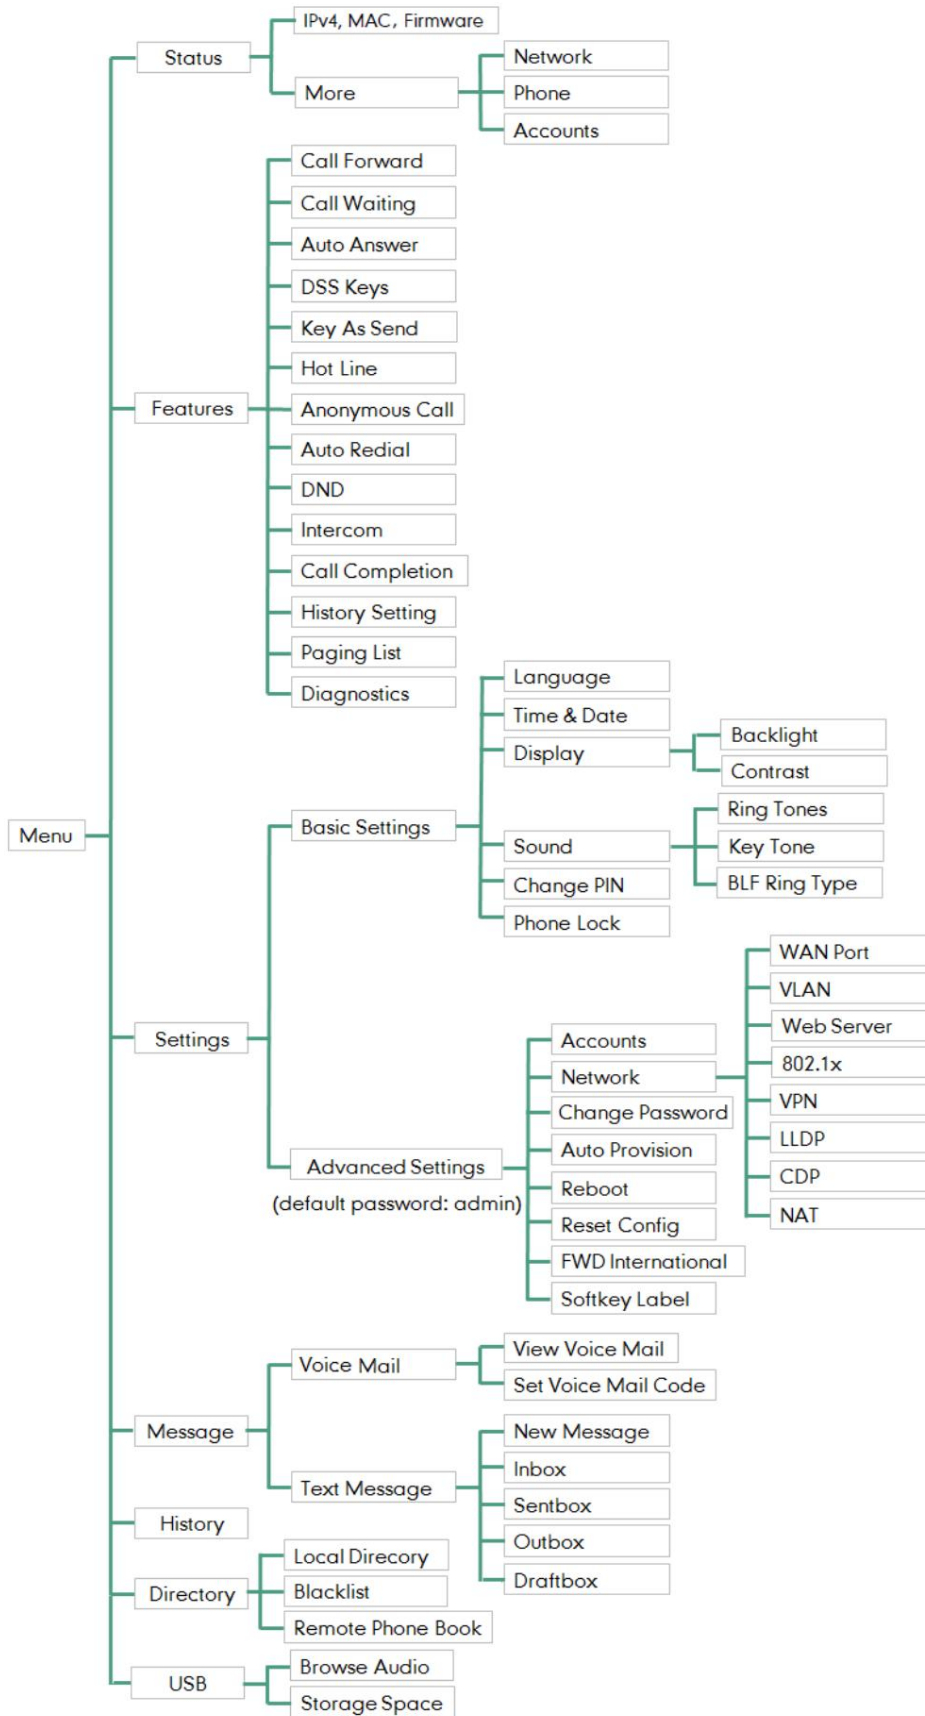 Menu
Status
IPv4, MAC, Firmware
More
Network
Phone
Accounts
Features
Call Forward
Call Waiting
Auto Answer
DSS Keys
Key As Send
Hot Line
Anonymous Call
Auto Redial
DND
Intercom
Call Completion
History Setting
Paging List
Diagnostics
Settings
Basic Settings
Language
Time & Date
Display
Backlight
Contrast
Sound
Ring Tones
Key Tone
BLF Ring Type
Change PIN
Phone Lock
Advanced Settings
(default password: admin)
Accounts
Network
WAN Port
VLAN
Web Server
802.1x
VPN
LLDP
CDP
NAT
Change Password
Auto Provision
Reboot
Reset Config
FWD International
Softkey Label
Message
Voice Mail
View Voice Mail
Set Voice Mail Code
Text Message
New Message
Inbox
Sentbox
Outbox
Draftbox
History
Directory
Local Direcory
Blacklist
Remote Phone Book
USB
Browse Audio
Storage Space